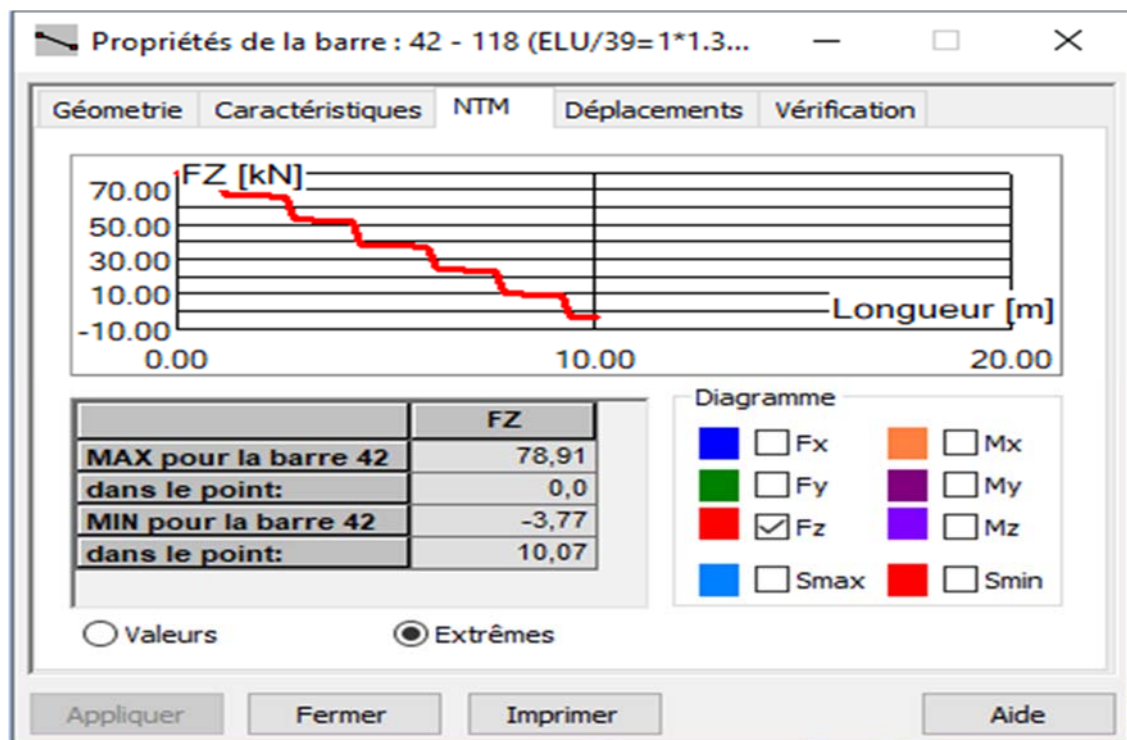 Propriétés de la barre : 42 - 118 (ELU/39=1*1.3...
Géometrie Caractéristiques NTM Déplacements Vérification
FZ [kN]
70.00
50.00
30.00
10.00
-10.00
Longueur [m]
0.00 10.00 20.00
FZ
MAX pour la barre 42 78,91
dans le point: 0,0
MIN pour la barre 42 -3,77
dans le point: 10,07
Diagramme
Fx Mx
Fy My
Fz Mz
Smax Smin
Valeurs Extrêmes
Appliquer Fermer Imprimer Aide